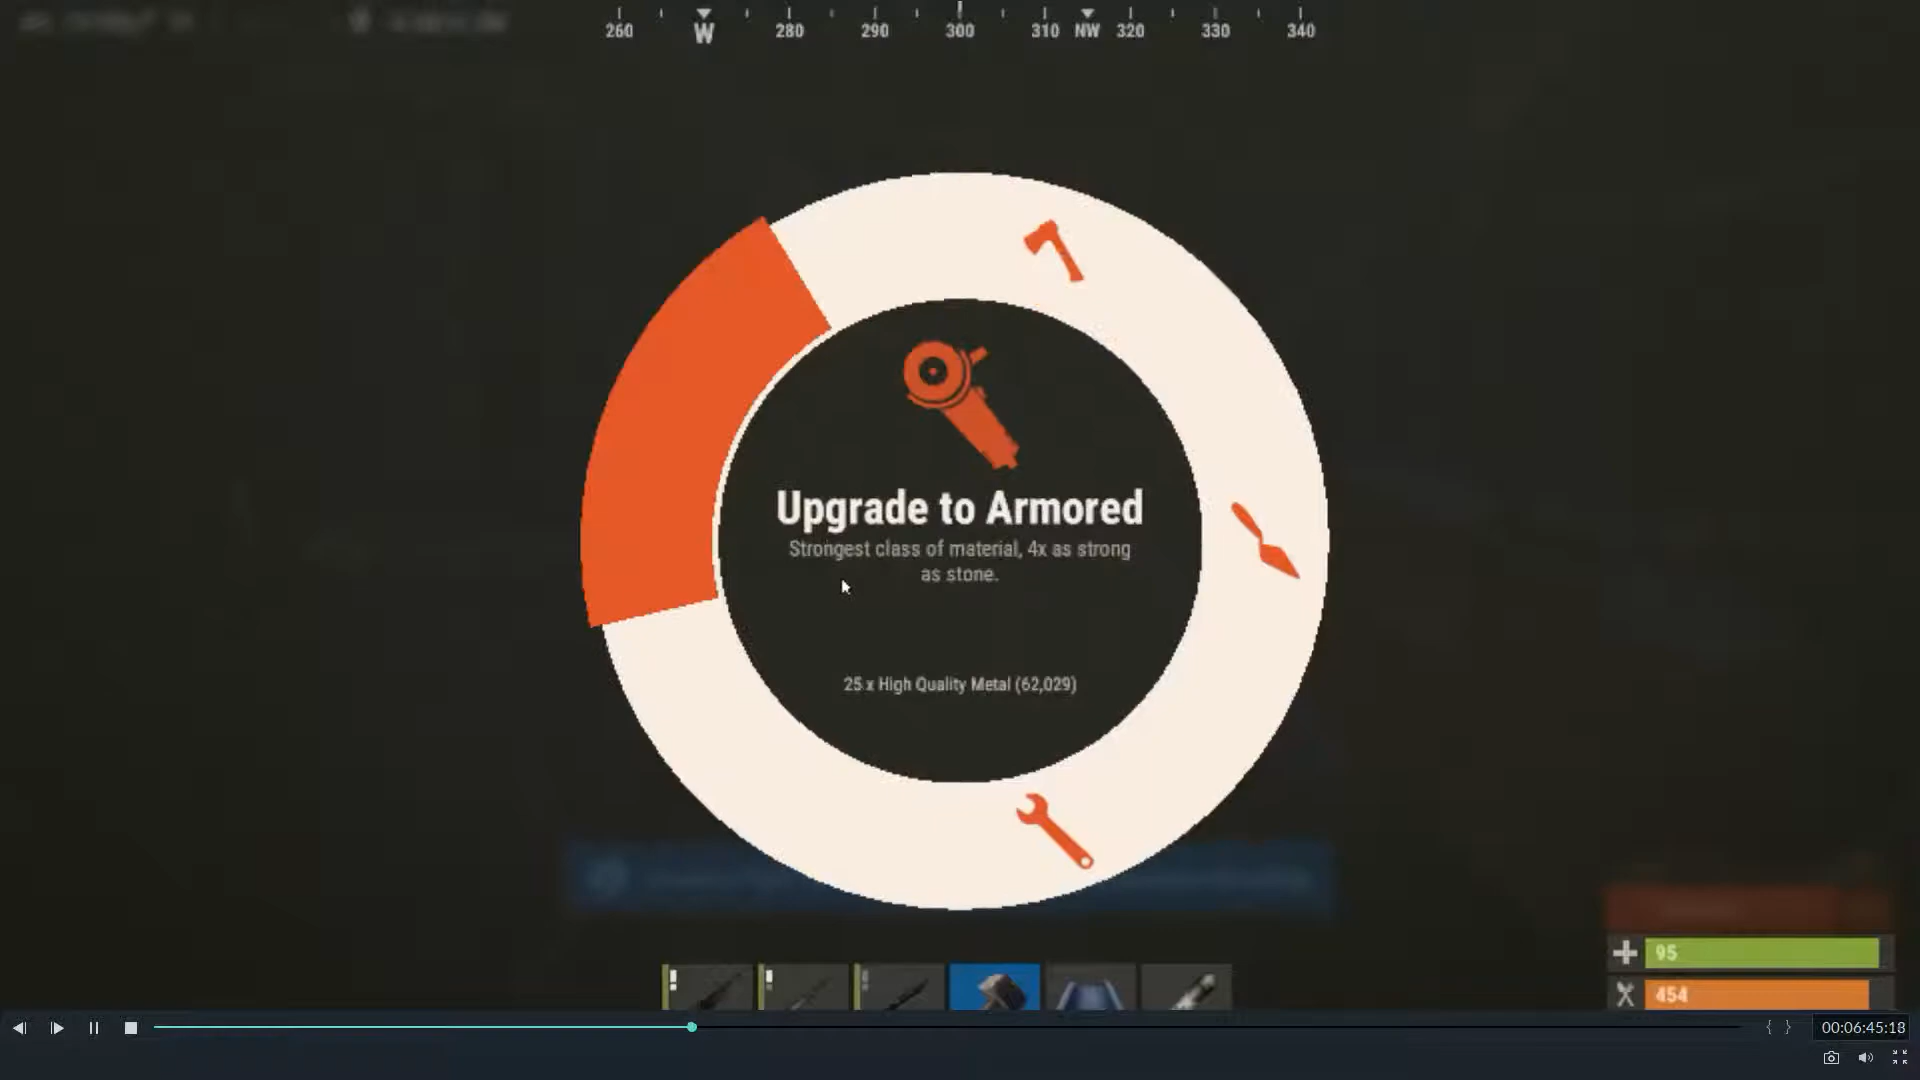 260 W 280 290 300 310 NW 320 330 340
Upgrade to Armored
Strongest class of material, 4x as strong
as stone.
25 x High Quality Metal (62,029)
95
454
00:06:45:18